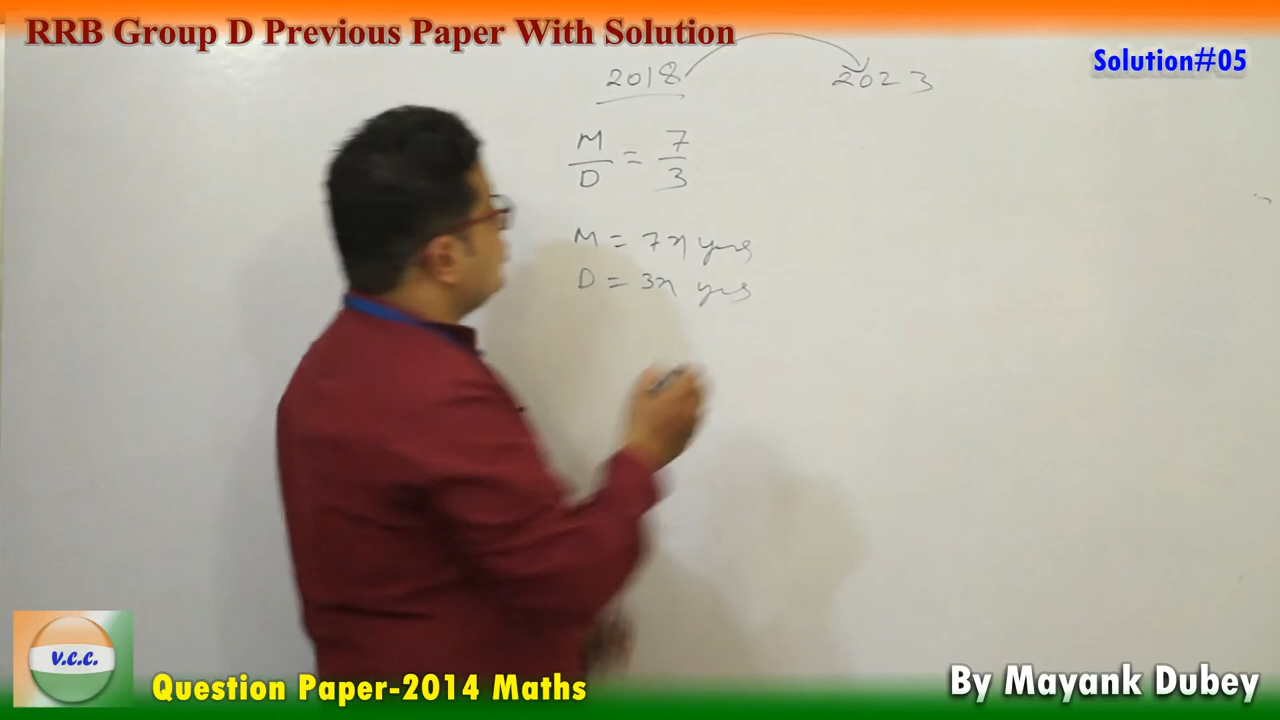 RRB Group D Previous Paper With Solution
Solution#05
2018
2023
M/D = 7/3
M = 7x yrs
D = 3x yrs
V.C.C.
Question Paper-2014 Maths
By Mayank Dubey